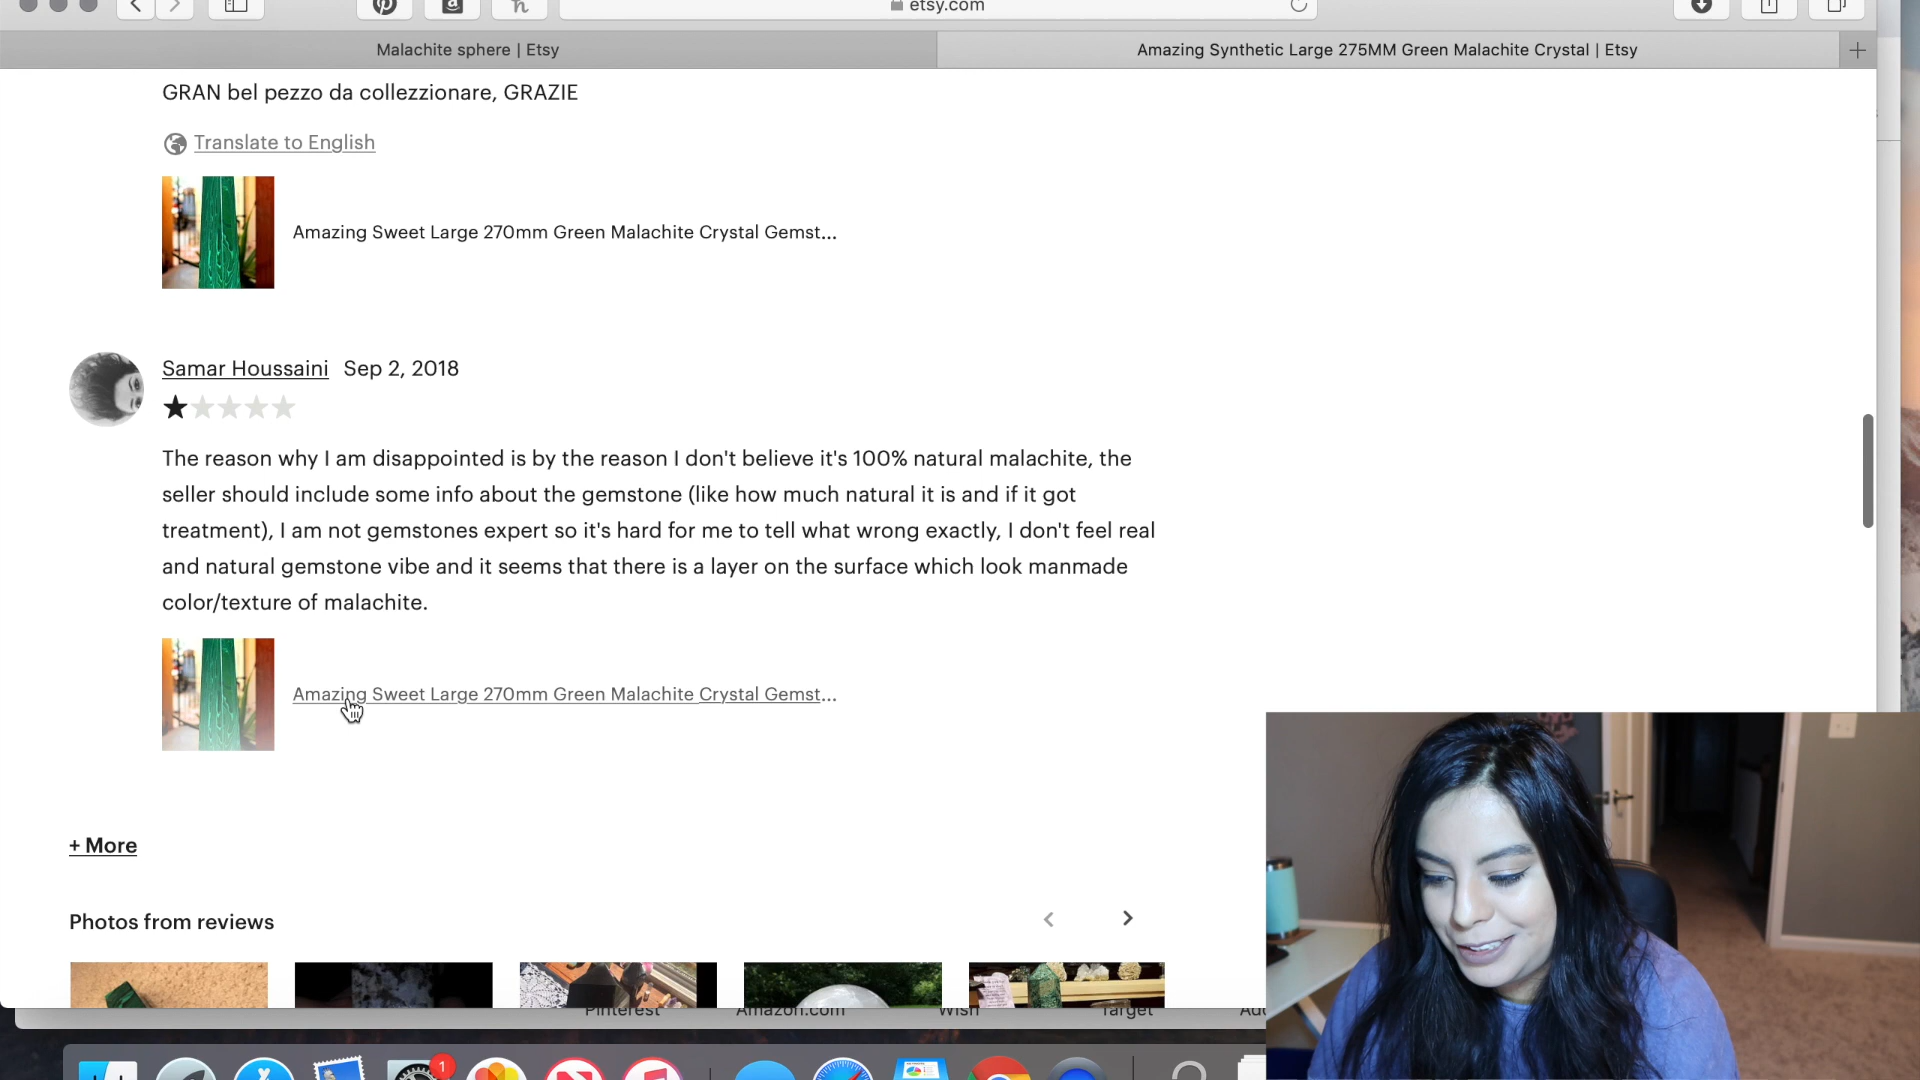 etsy.com
Malachite sphere | Etsy
Amazing Synthetic Large 275MM Green Malachite Crystal | Etsy
GRAN bel pezzo da collezzionare, GRAZIE
Translate to English
Amazing Sweet Large 270mm Green Malachite Crystal Gemst...
Samar Houssaini Sep 2, 2018
The reason why I am disappointed is by the reason I don't believe it's 100% natural malachite, the
seller should include some info about the gemstone (like how much natural it is and if it got
treatment), I am not gemstones expert so it's hard for me to tell what wrong exactly, I don't feel real
and natural gemstone vibe and it seems that there is a layer on the surface which look manmade
color/texture of malachite.
Amazing Sweet Large 270mm Green Malachite Crystal Gemst...
+ More
Photos from reviews
Pinterest Amazon.com Wish Target
1